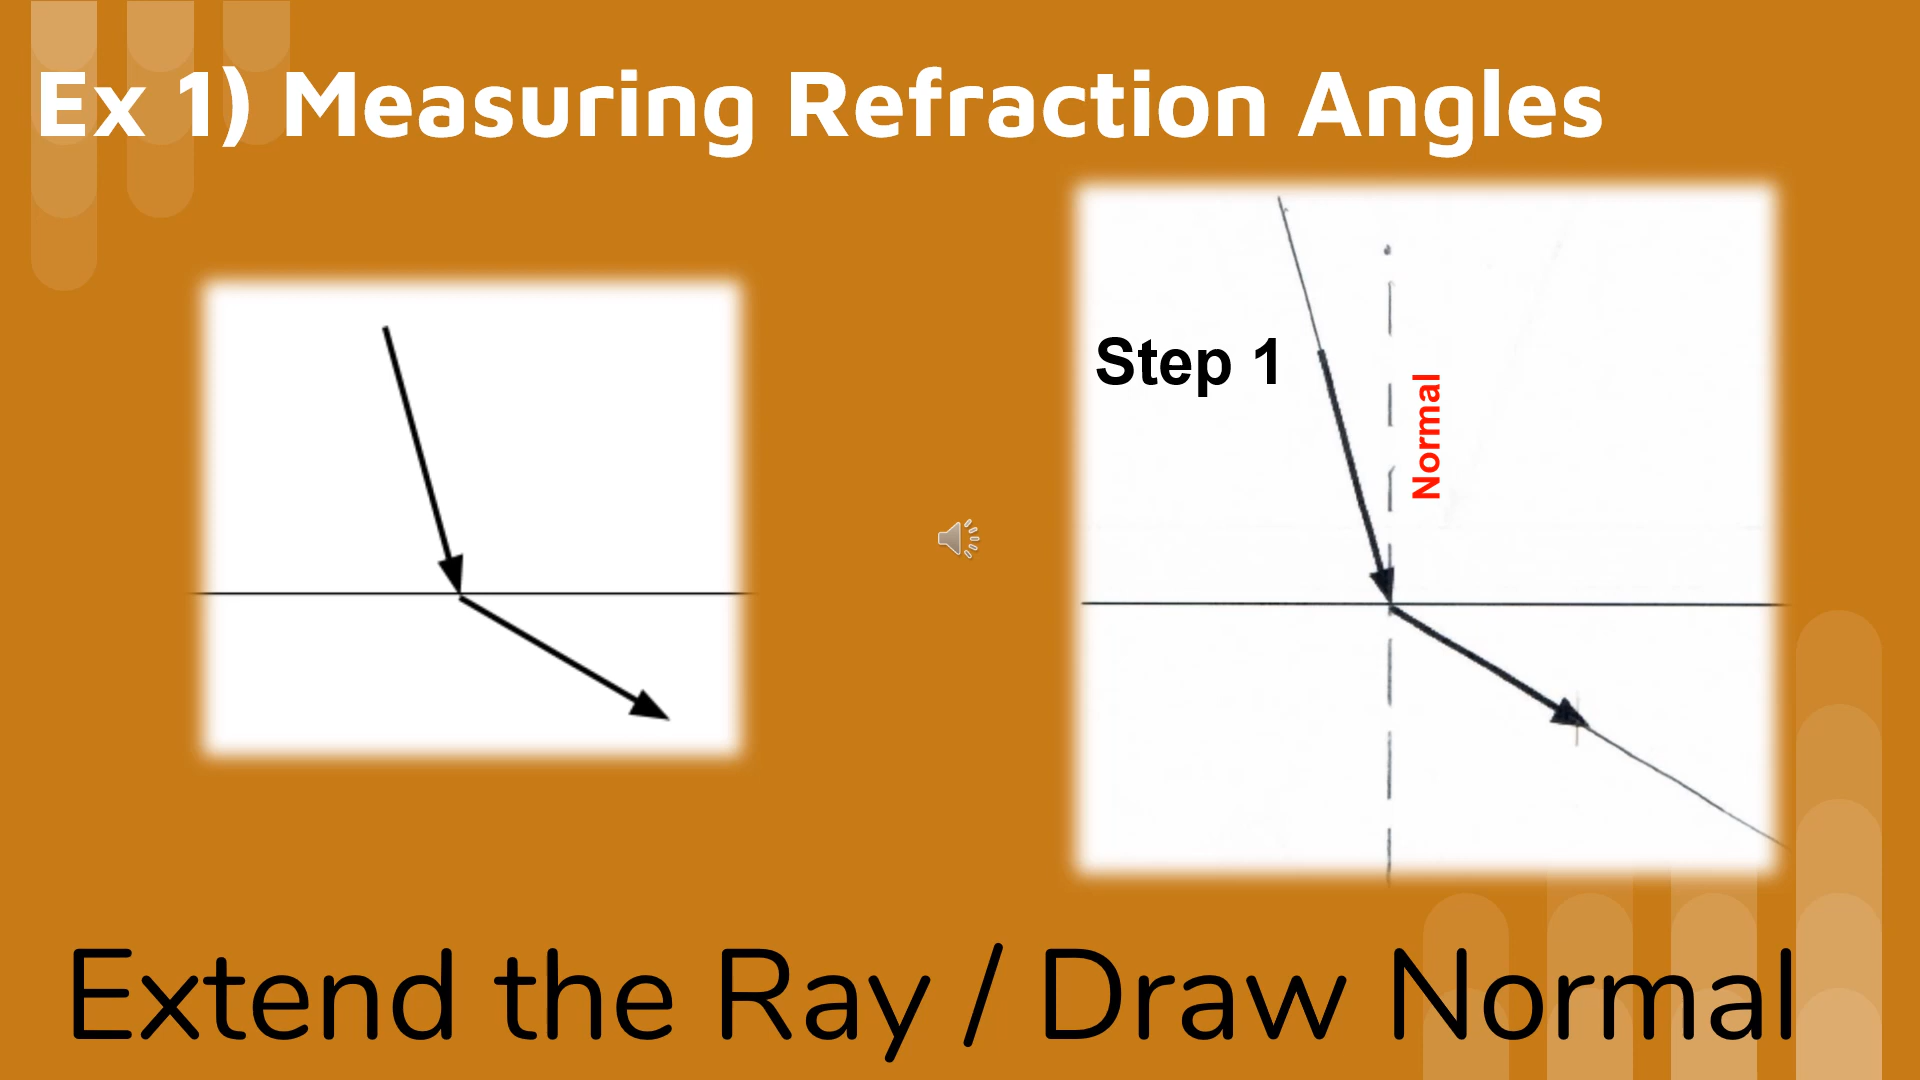 Ex 1) Measuring Refraction Angles
Step 1
Normal
Extend the Ray / Draw Normal